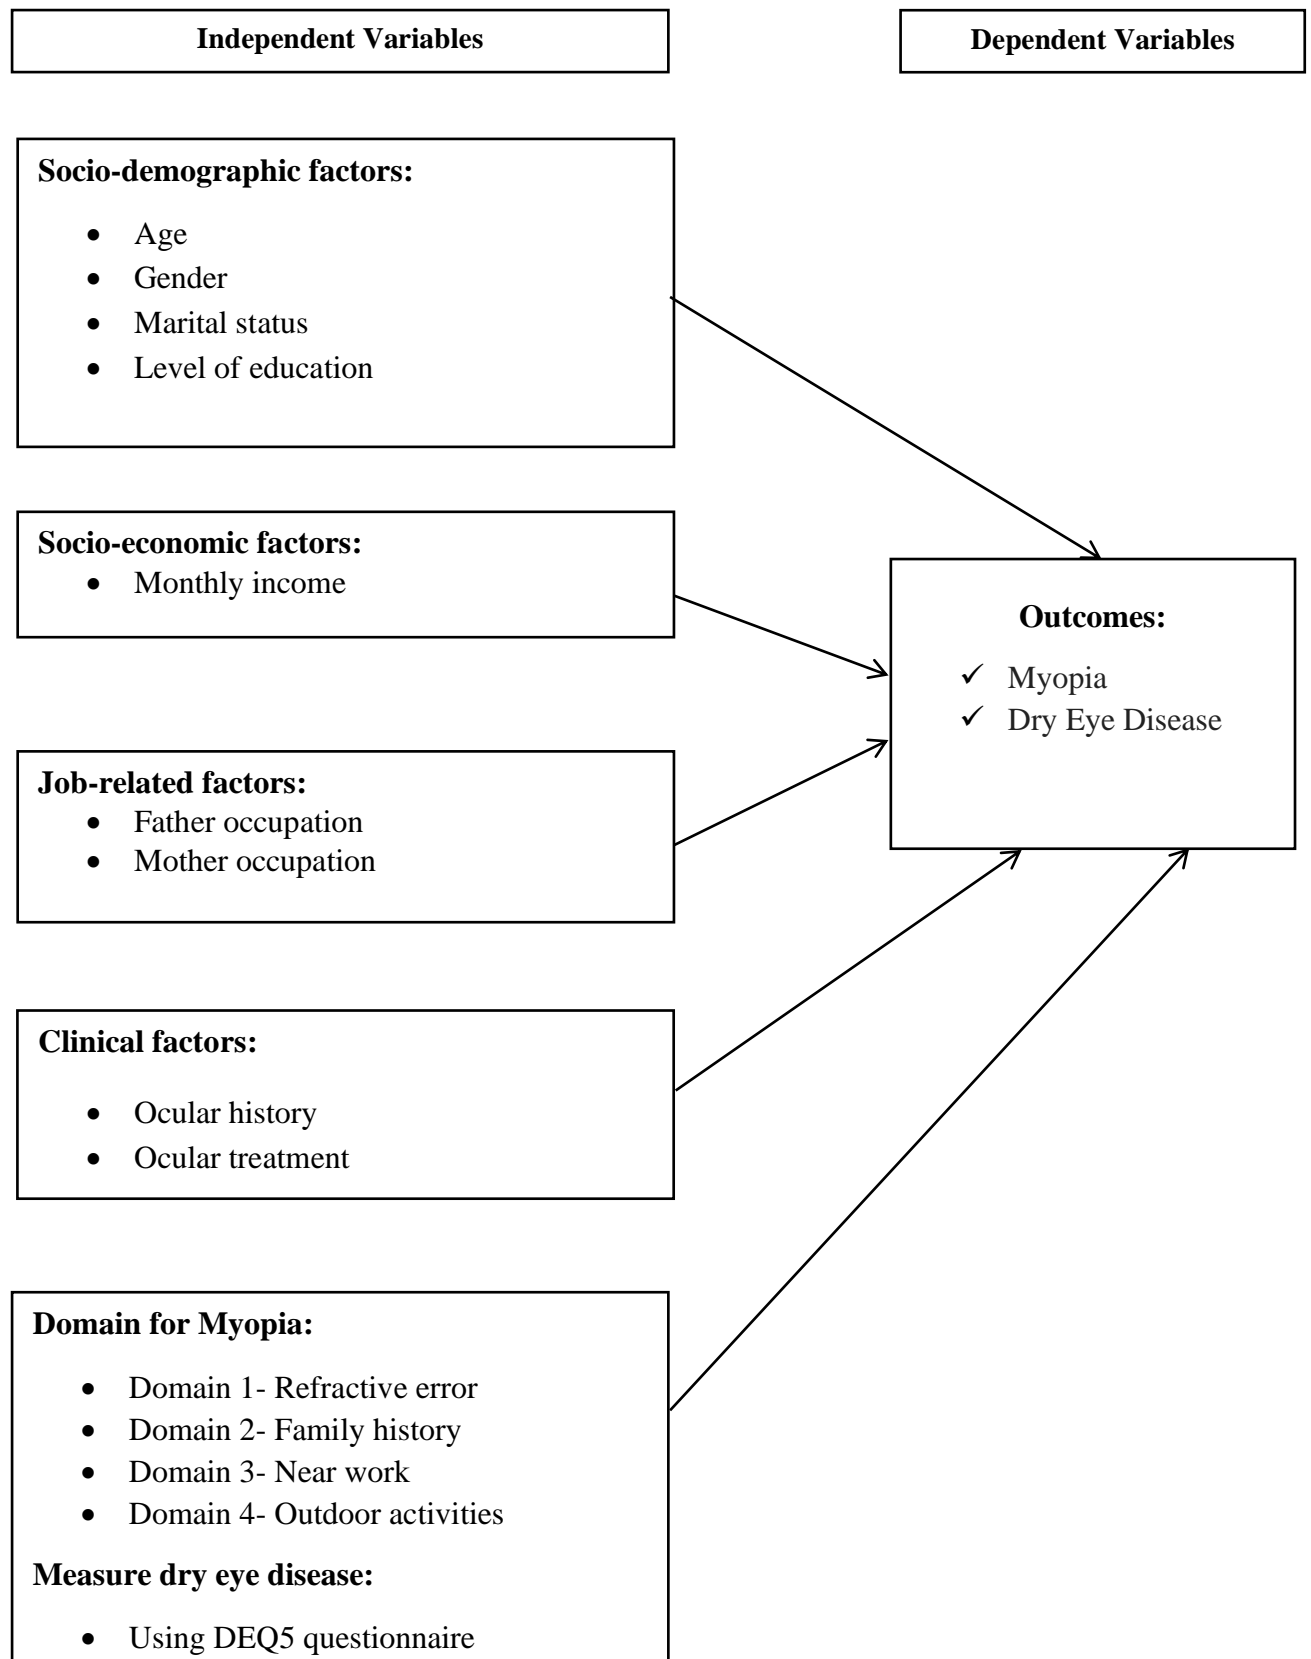 Independent Variables
Dependent Variables
Socio-demographic factors:
• Age
• Gender
• Marital status
• Level of education
Socio-economic factors:
• Monthly income
Outcomes:
✓ Myopia
✓ Dry Eye Disease
Job-related factors:
• Father occupation
• Mother occupation
Clinical factors:
• Ocular history
• Ocular treatment
Domain for Myopia:
• Domain 1- Refractive error
• Domain 2- Family history
• Domain 3- Near work
• Domain 4- Outdoor activities
Measure dry eye disease:
• Using DEQ5 questionnaire